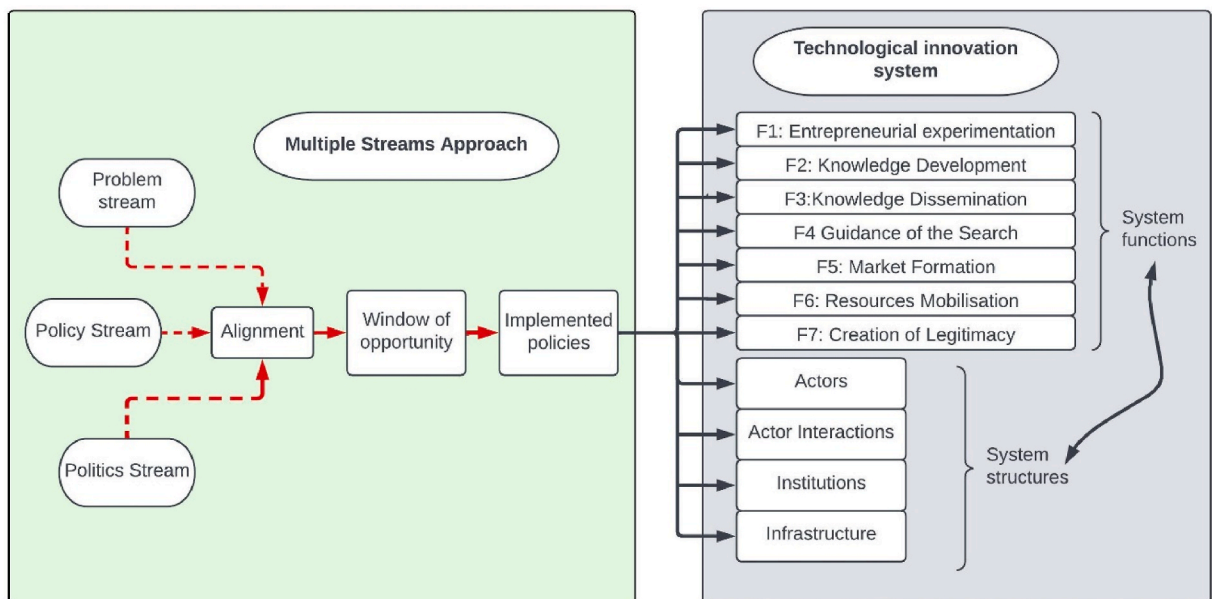 Multiple Streams Approach
Problem
stream
Policy Stream
Politics Stream
Alignment
Window of
opportunity
Implemented
policies
Technological innovation
system
F1: Entrepreneurial experimentation
F2: Knowledge Development
F3:Knowledge Dissemination
F4 Guidance of the Search
F5: Market Formation
F6: Resources Mobilisation
F7: Creation of Legitimacy
System
functions
Actors
Actor Interactions
Institutions
Infrastructure
System
structures